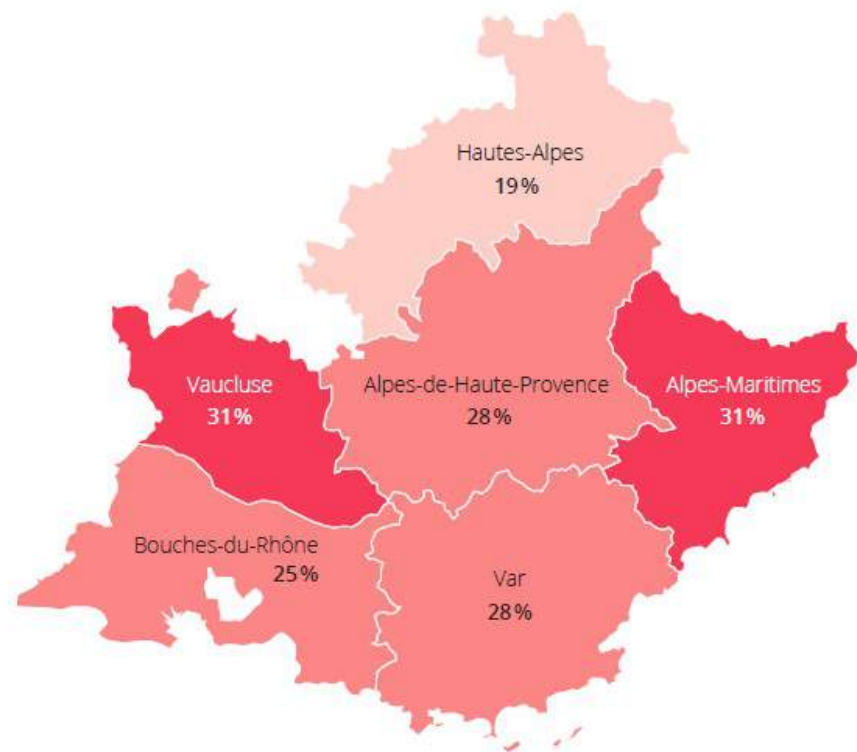 Hautes-Alpes
19%
Vaucluse
31%
Alpes-de-Haute-Provence
28%
Alpes-Maritimes
31%
Bouches-du-Rhône
25%
Var
28%